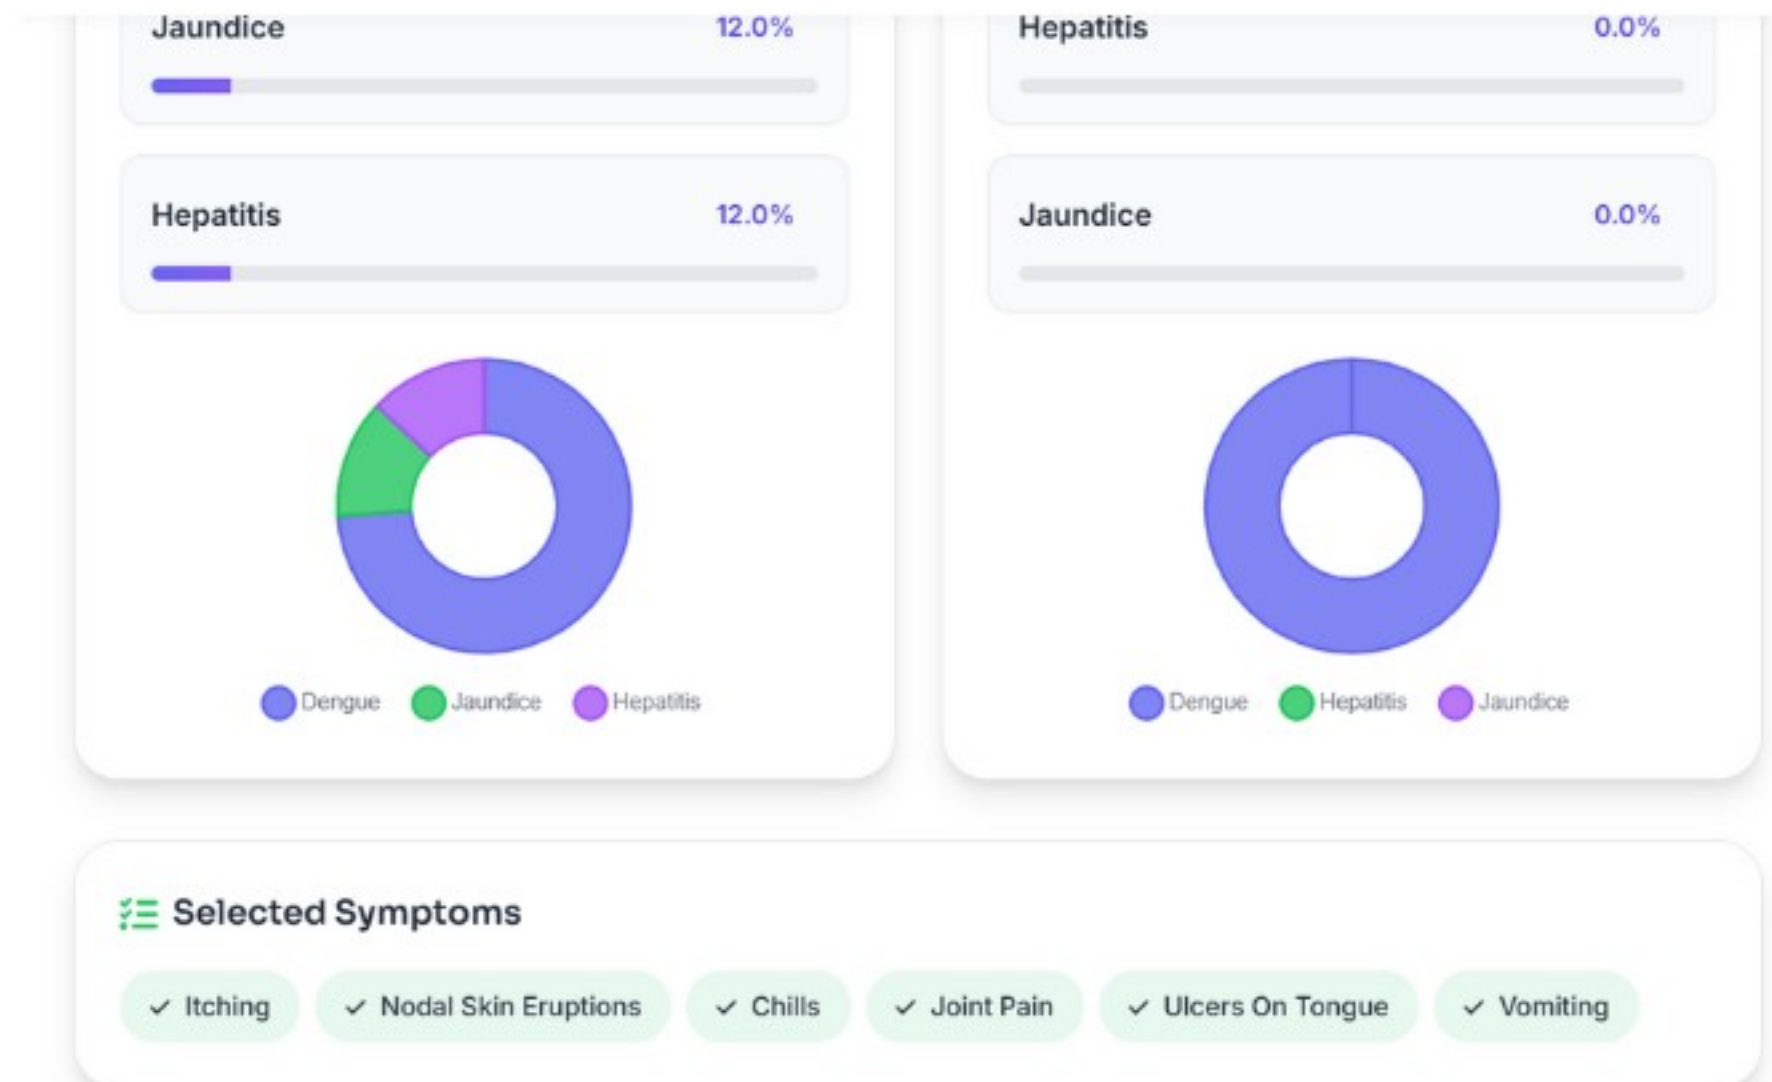 Jaundice 12.0%
Hepatitis 12.0%
Dengue Jaundice Hepatitis
Hepatitis 0.0%
Jaundice 0.0%
Dengue Hepatitis Jaundice
Selected Symptoms
Itching Nodal Skin Eruptions Chills Joint Pain Ulcers On Tongue Vomiting